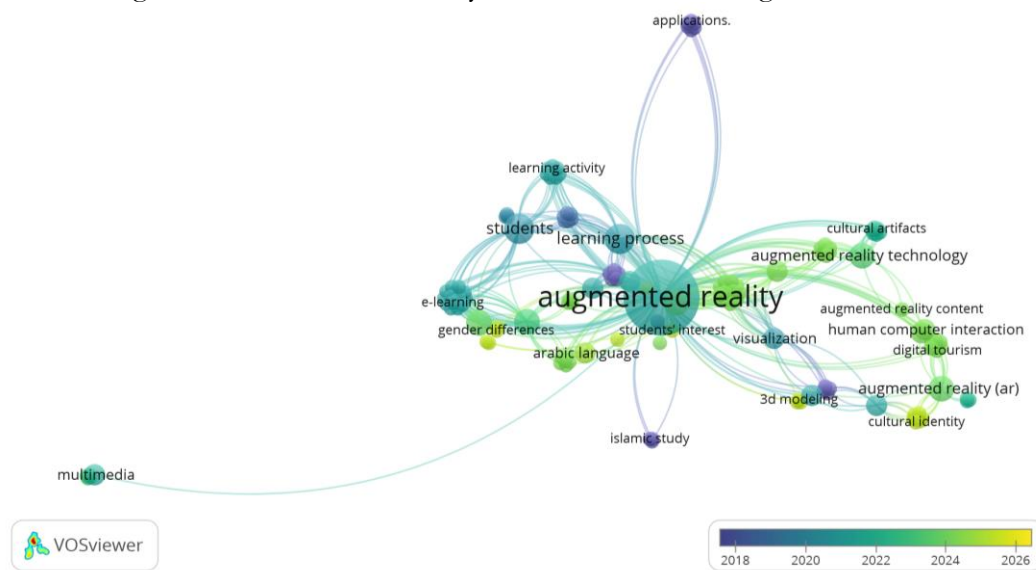 applications.
learning activity
students
cultural artifacts
learning process
augmented reality technology
augmented reality
e-learning
augmented reality content
gender differences
students' interest
human computer interaction
visualization
arabic language
digital tourism
augmented reality (ar)
3d modeling
cultural identity
islamic study
multimedia
VOSviewer
2018 2020 2022 2024 2026